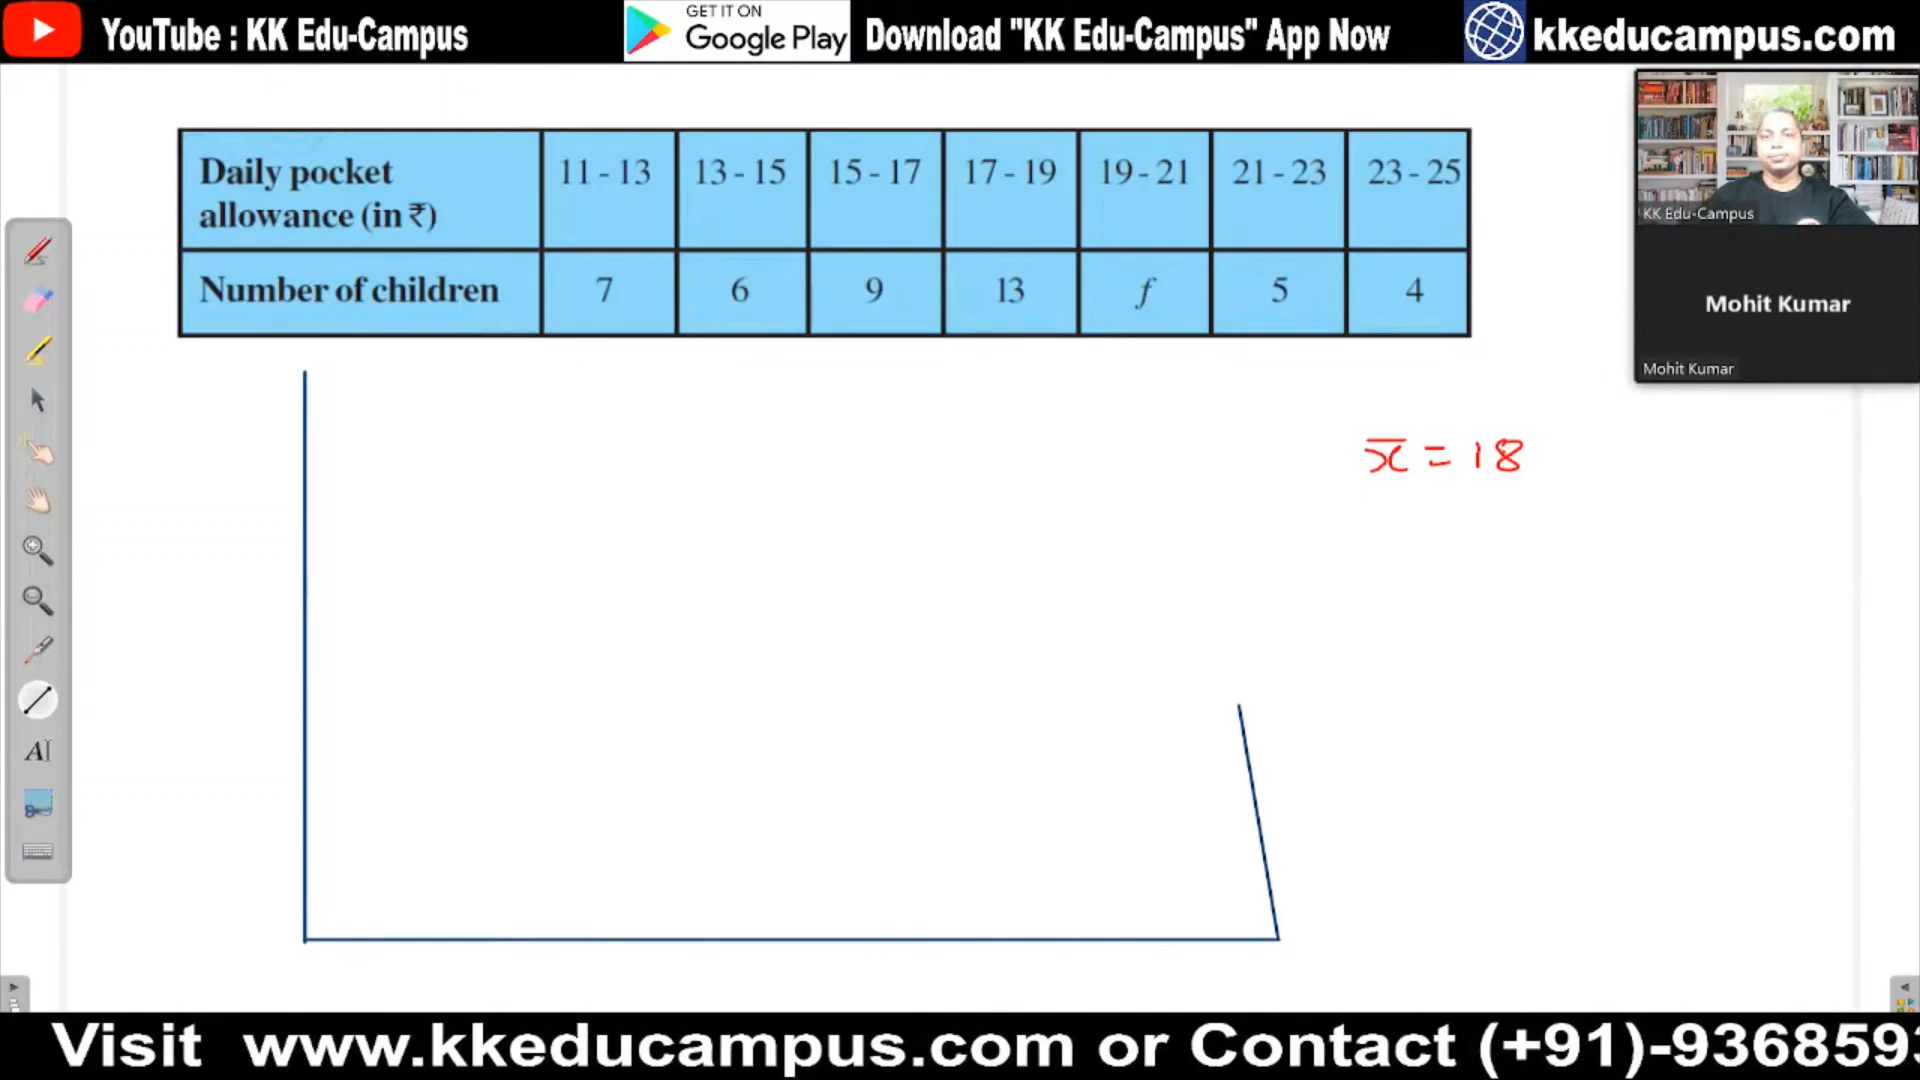 YouTube : KK Edu-Campus
GET IT ON
Google Play
Download "KK Edu-Campus" App Now
kkeducampus.com
KK Edu-Campus
Mohit Kumar
Mohit Kumar
Daily pocket allowance (in ₹) 11 - 13 13 - 15 15 - 17 17 - 19 19 - 21 21 - 23 23 - 25
Number of children 7 6 9 13 f 5 4
x̄ = 18
AI
Visit www.kkeducampus.com or Contact (+91)-936859